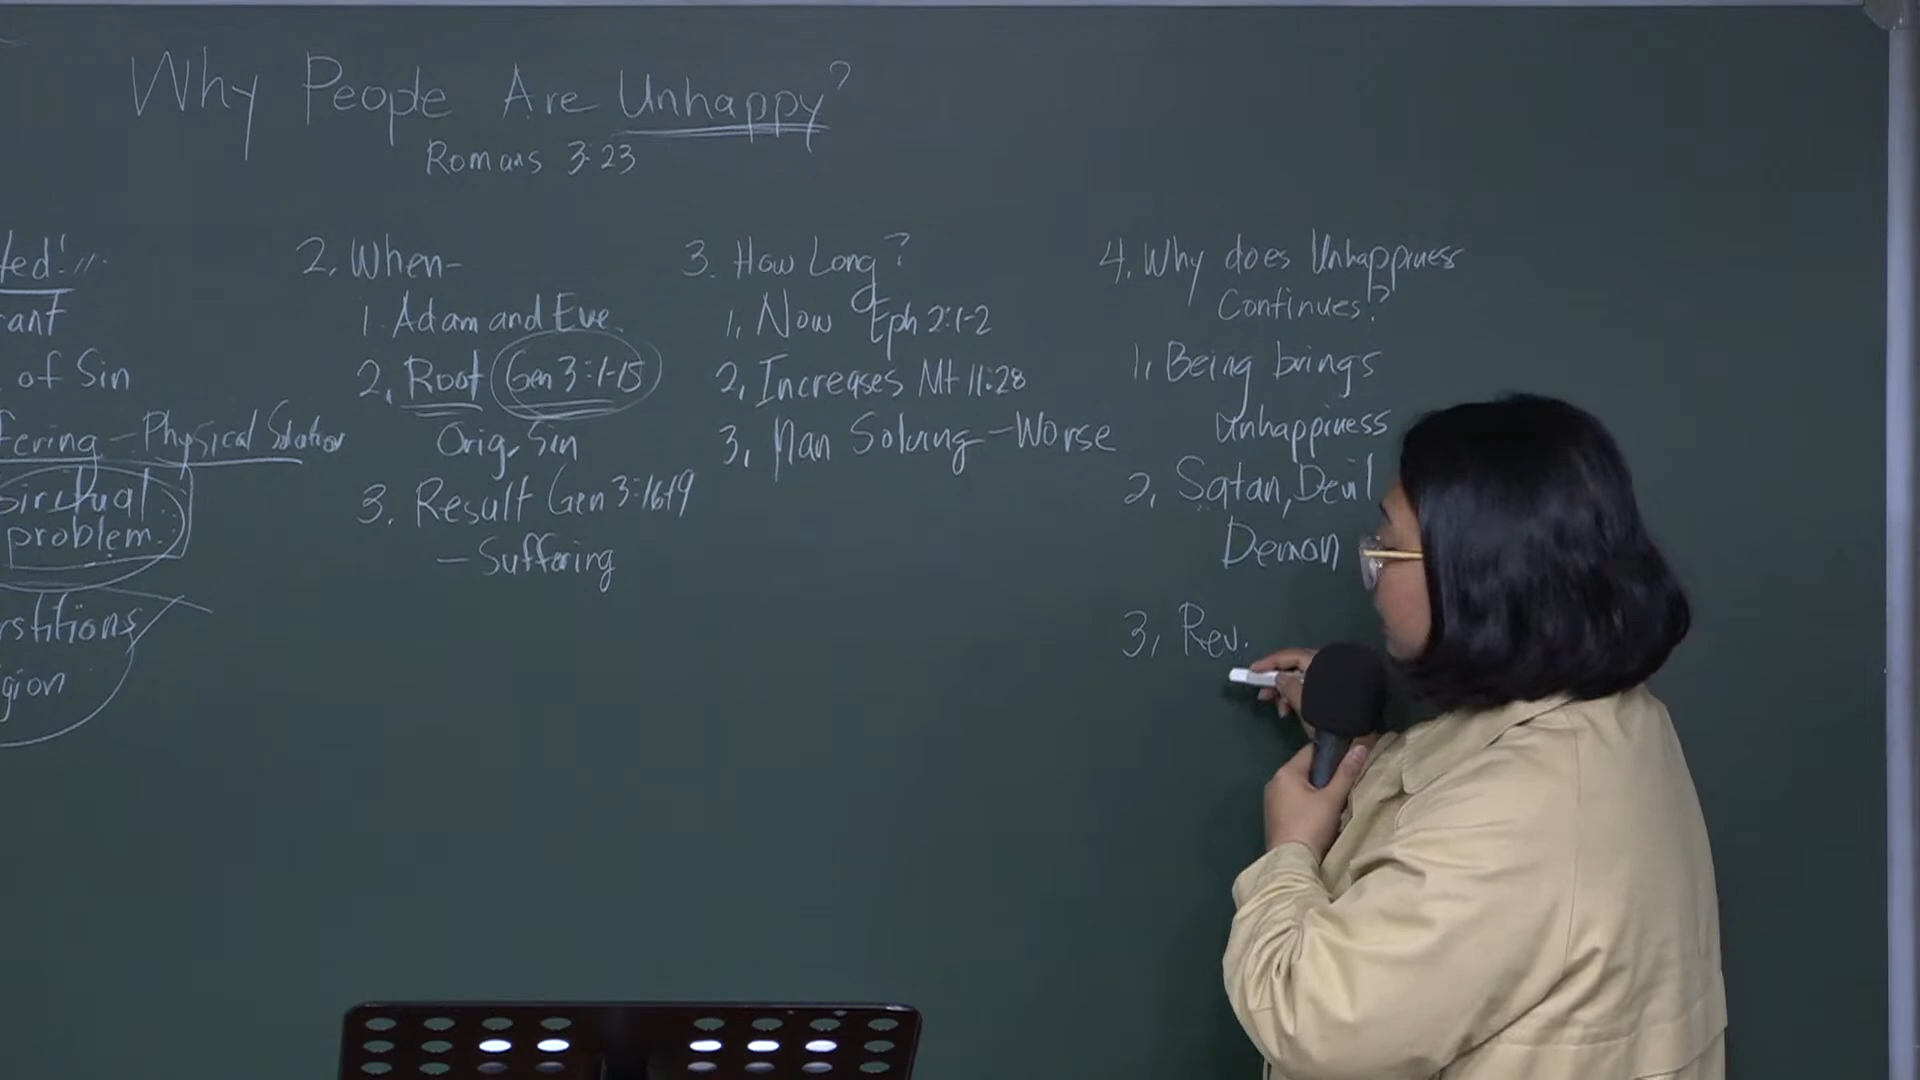 Why People Are Unhappy?
Romans 3:23
of Sin
Physical Solution
problem.
2. When-
1. Adam and Eve
2, Root Gen 3:1-15
Orig. Sin
3. Result Gen 3:16-19
- Suffering
3. How Long?
1, Now Eph 2:1-2
2, Increases Mt 11:28
3, Man Solving - Worse
4. Why does Unhappiness
Continues?
1, Being brings
unhappiness
2, Satan, Devil
Demon
3, Rev.